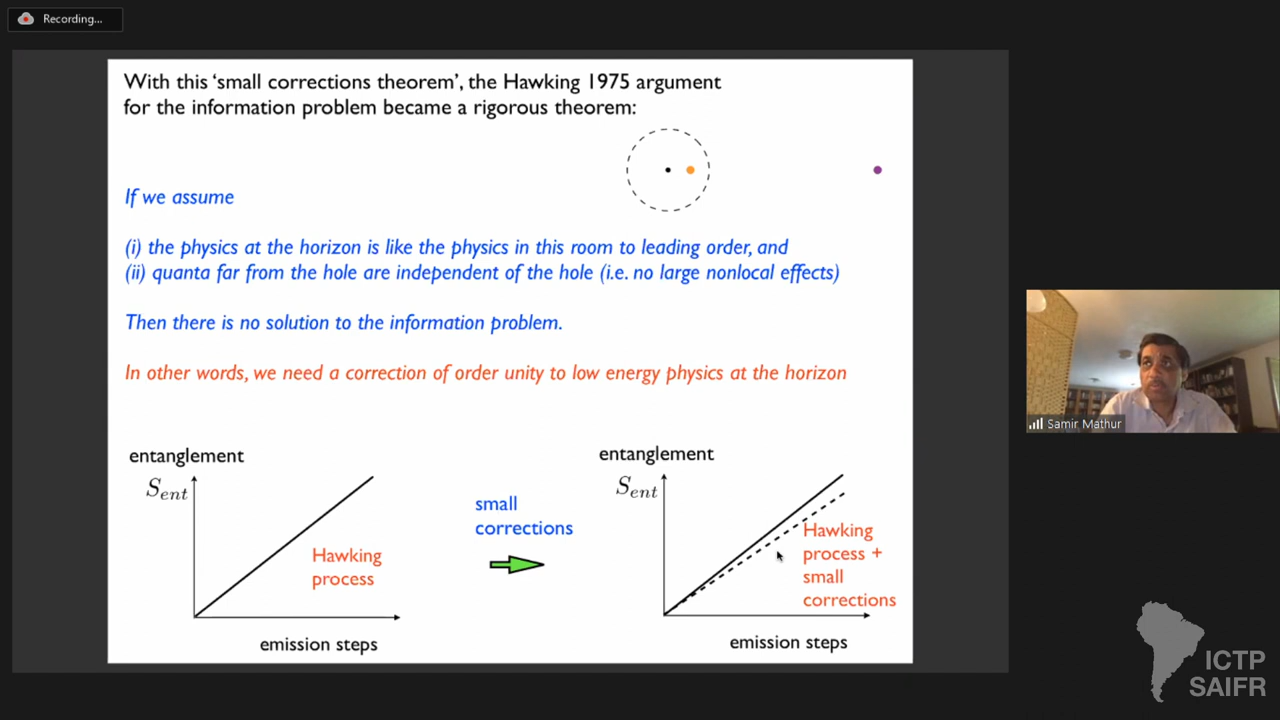 Recording...
With this ‘small corrections theorem’, the Hawking 1975 argument
for the information problem became a rigorous theorem:
If we assume
(i) the physics at the horizon is like the physics in this room to leading order, and
(ii) quanta far from the hole are independent of the hole (i.e. no large nonlocal effects)
Then there is no solution to the information problem.
In other words, we need a correction of order unity to low energy physics at the horizon
entanglement
S_ent
Hawking
process
emission steps
small
corrections
entanglement
S_ent
Hawking
process +
small
corrections
emission steps
Samir Mathur
ICTP
SAIFR